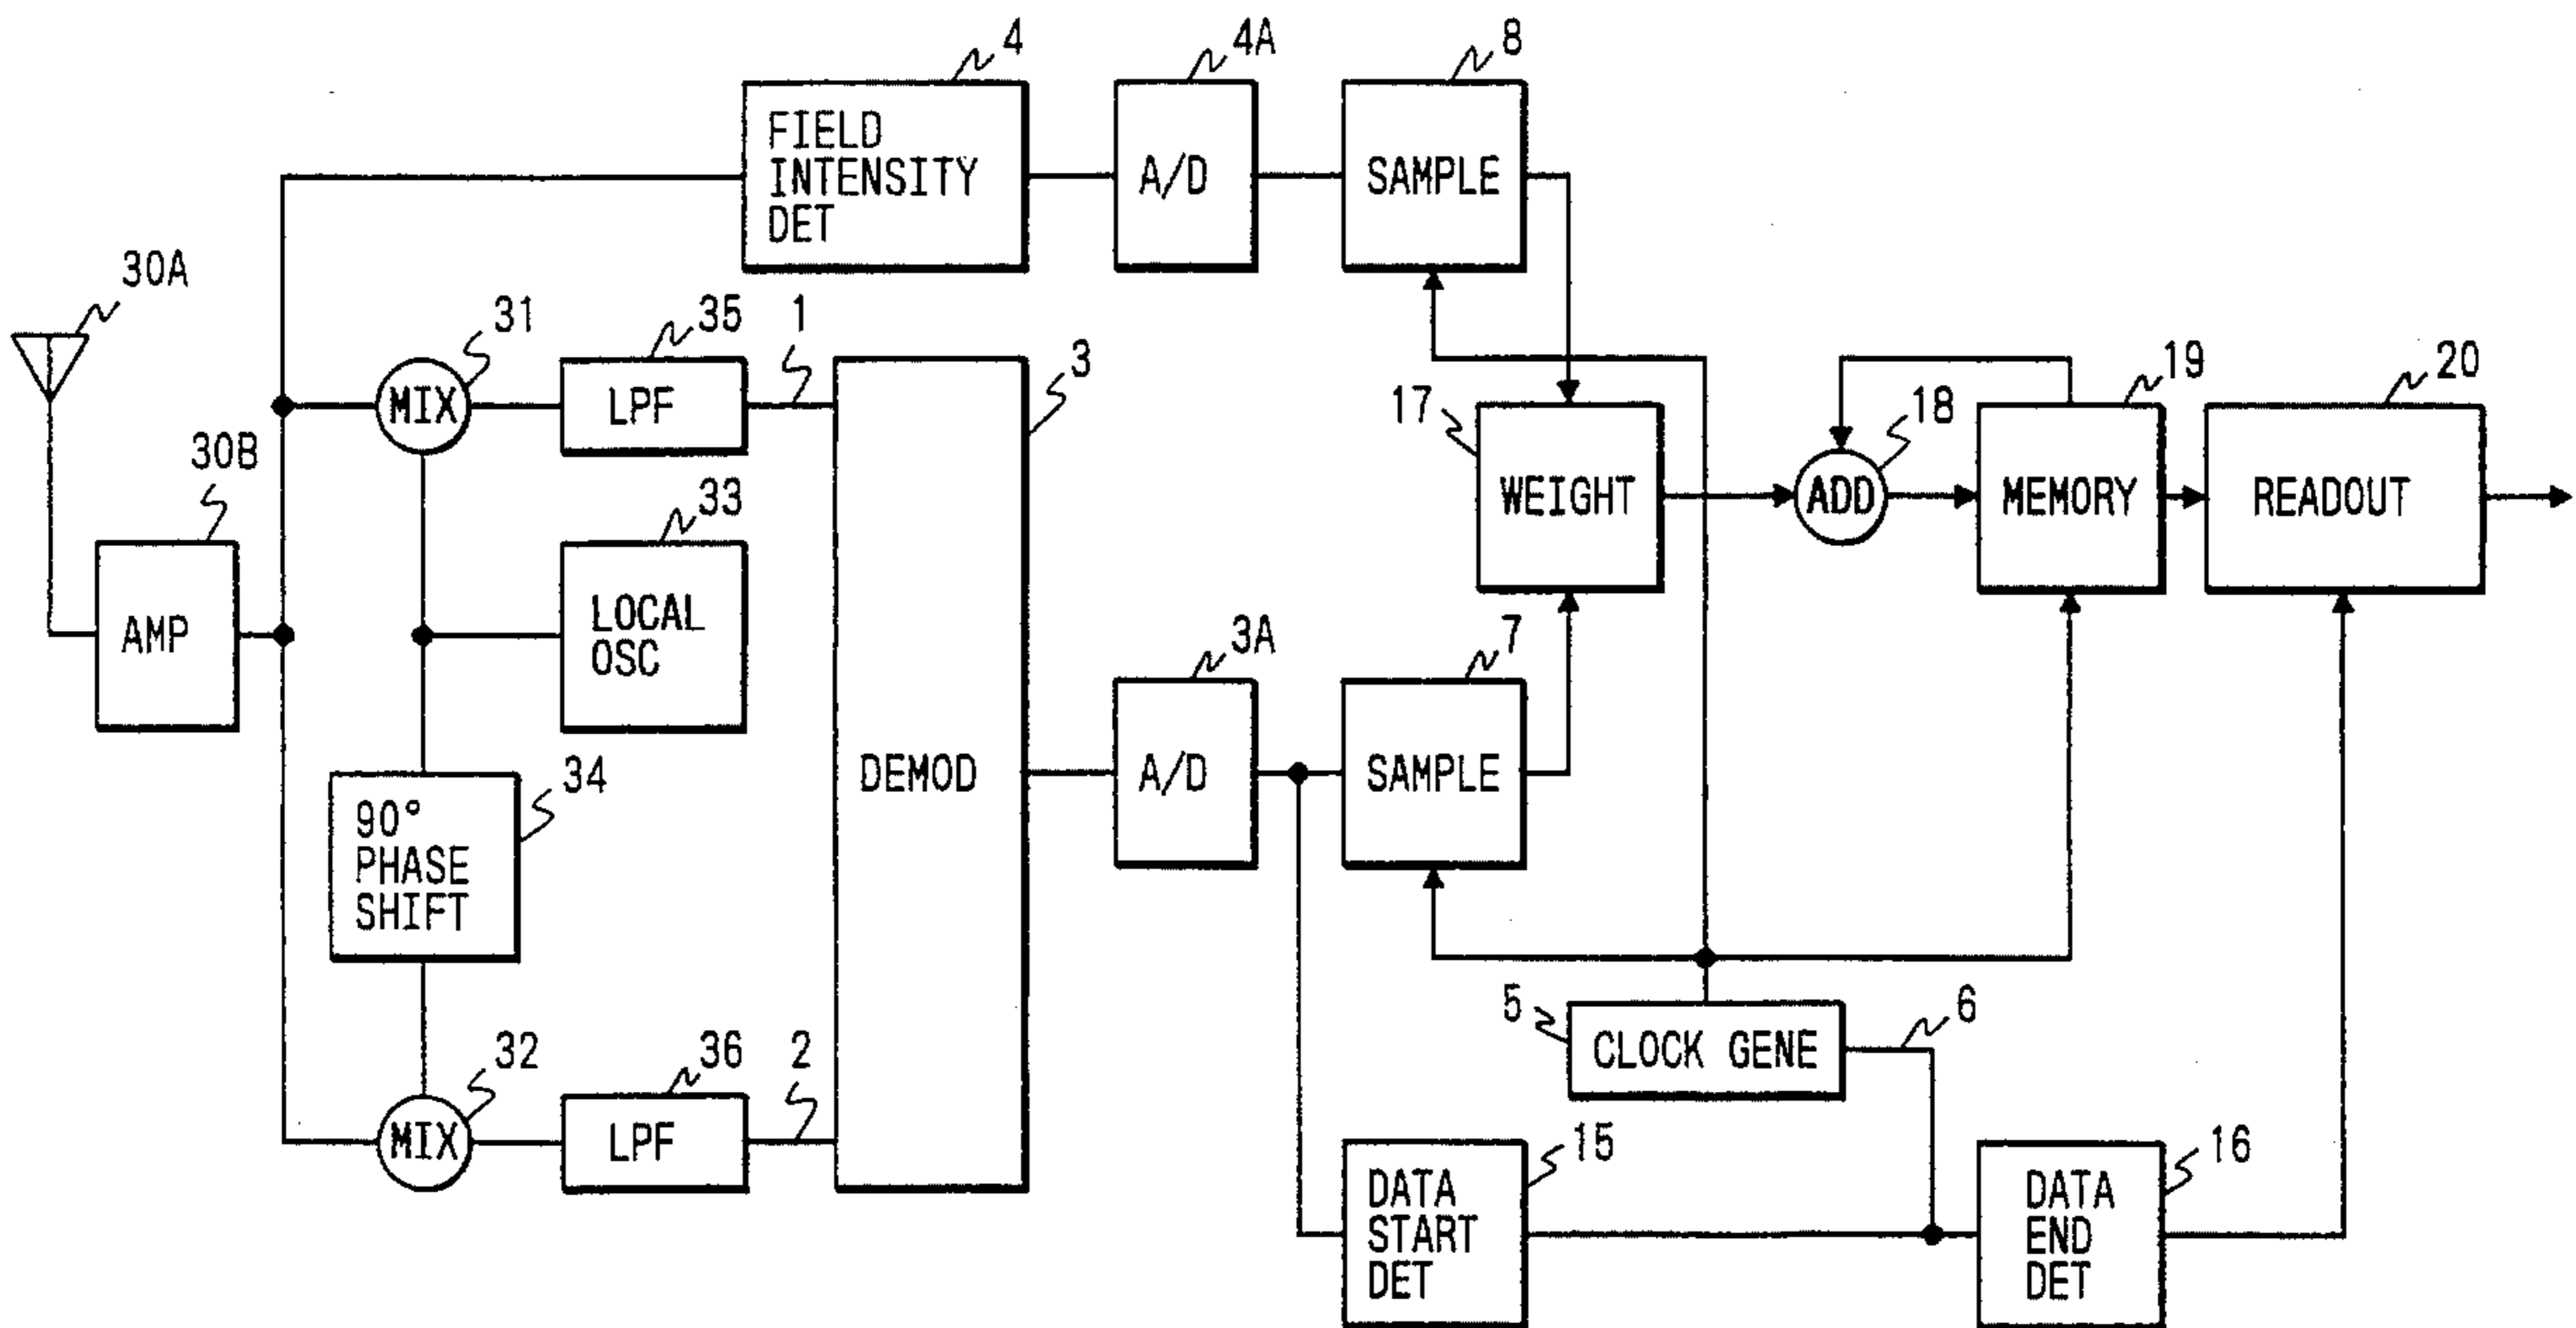 4
4A
8
FIELD
INTENSITY
DET
A/D
SAMPLE
30A
31
35
1
3
MIX
LPF
17
18
19
20
30B
33
WEIGHT
ADD
MEMORY
READOUT
AMP
LOCAL
OSC
3A
7
34
90°
PHASE
SHIFT
DEMOD
A/D
SAMPLE
5
6
CLOCK GENE
32
36
2
MIX
LPF
15
16
DATA
START
DET
DATA
END
DET